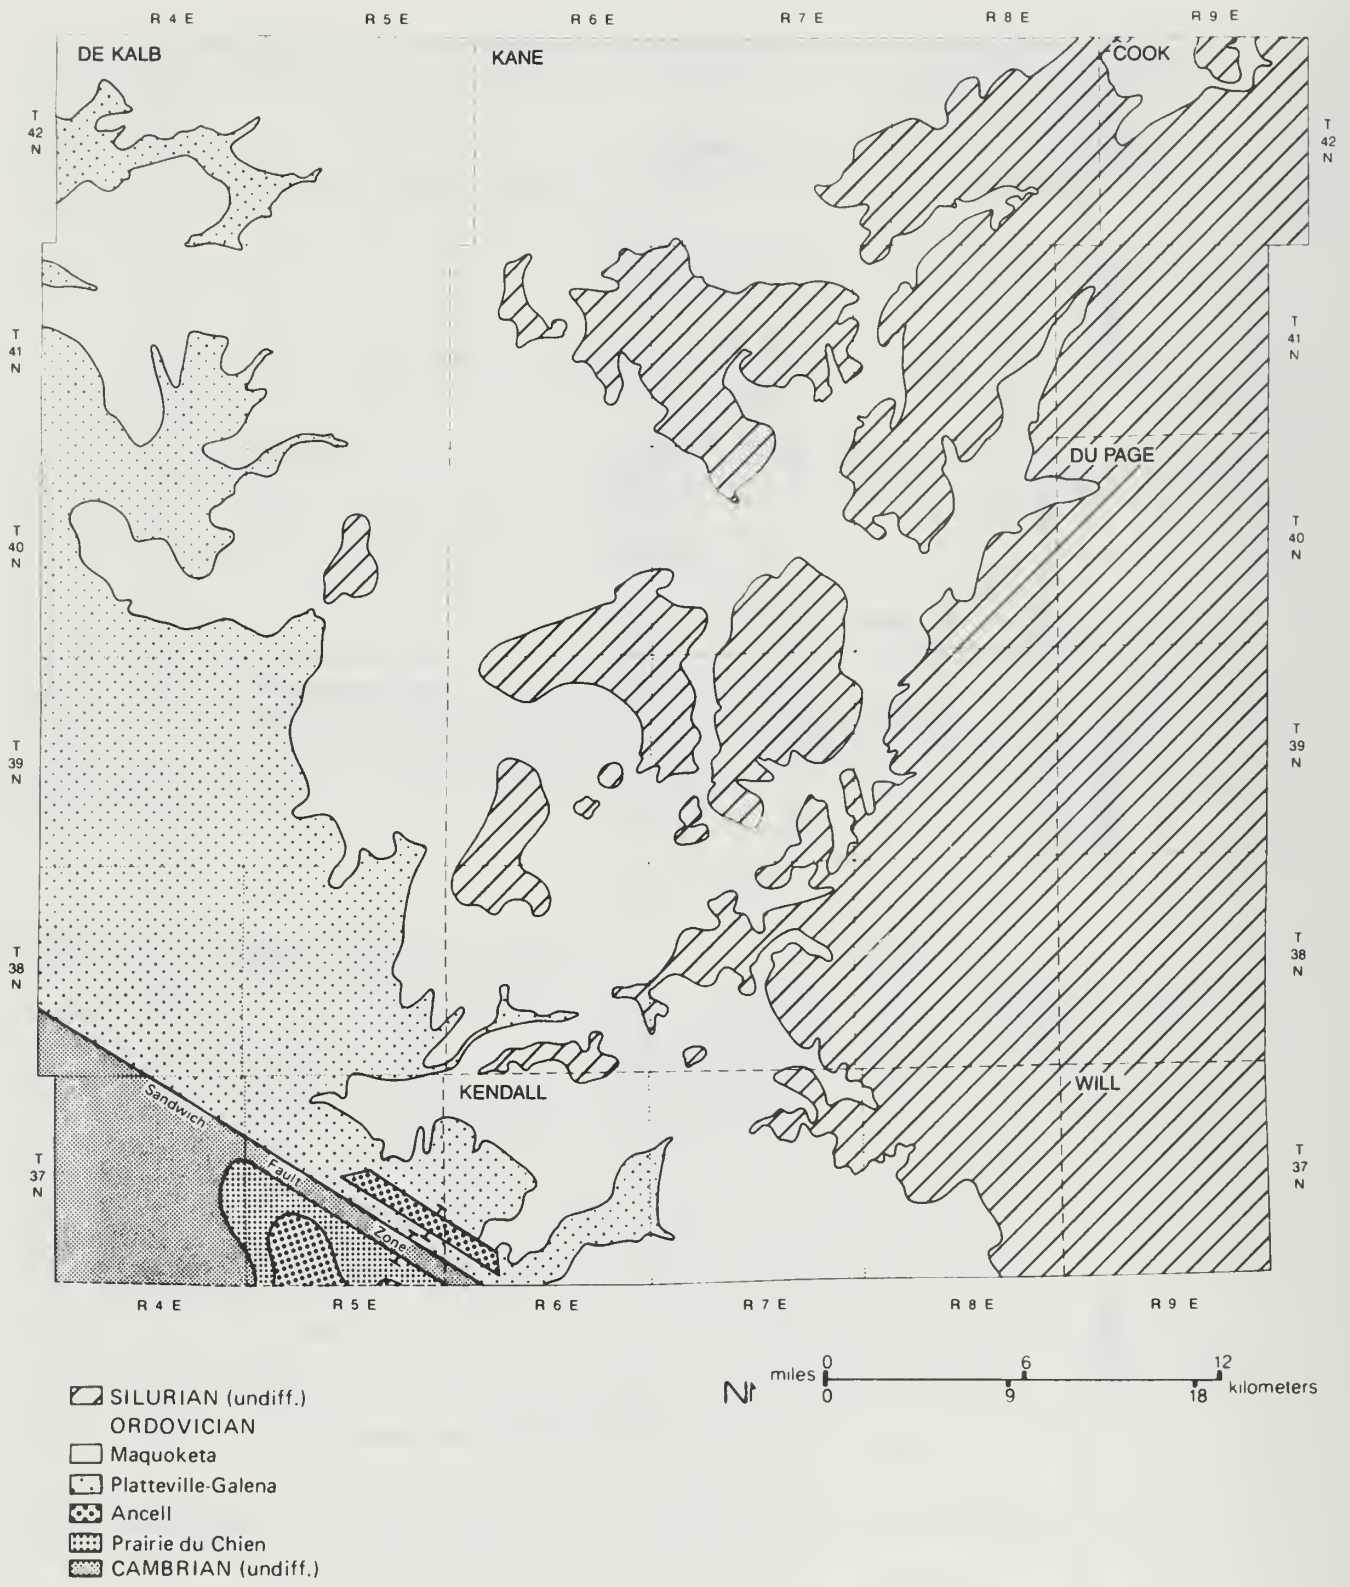 R 4 E R 5 E R 6 E R 7 E R 8 E R 9 E
DE KALB KANE COOK
T
42
N
T
42
N
T
41
N
T
41
N
DU PAGE
T
40
N
T
40
N
T
39
N
T
39
N
T
38
N
T
38
N
Sandwich
Fault
Zone
KENDALL WILL
T
37
N
T
37
N
R 4 E R 5 E R 6 E R 7 E R 8 E R 9 E
N
miles 0 6 12
0 9 18 kilometers
SILURIAN (undiff.)
ORDOVICIAN
Maquoketa
Platteville-Galena
Ancell
Prairie du Chien
CAMBRIAN (undiff.)